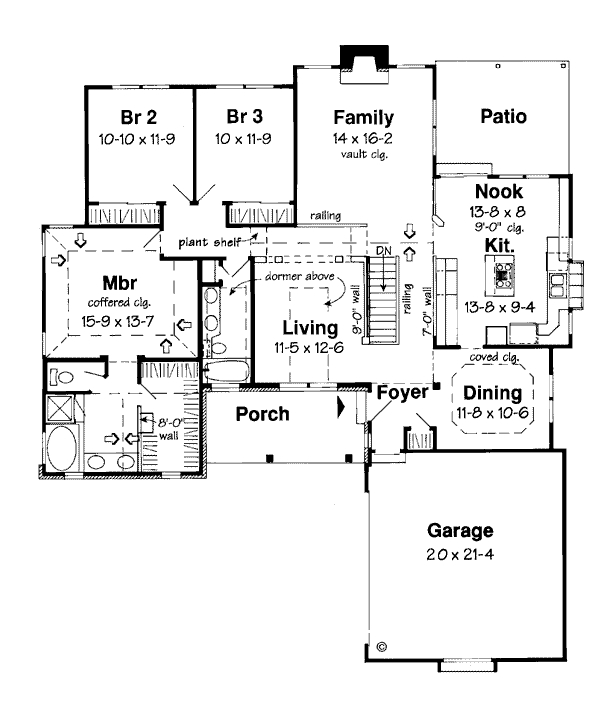 Br 2
10-10 x 11-9
Br 3
10 x 11-9
Family
14 x 16-2
vault clg.
Patio
Nook
13-8 x 8
9'-0" clg.
Kit.
13-8 x 9-4
railing
plant shelf
DN
dormer above
Mbr
coffered clg.
15-9 x 13-7
Living
11-5 x 12-6
9'-0" wall
railing
7'-0" wall
coved clg.
Dining
11-8 x 10-6
Foyer
Porch
8'-0"
wall
Garage
20 x 21-4
©